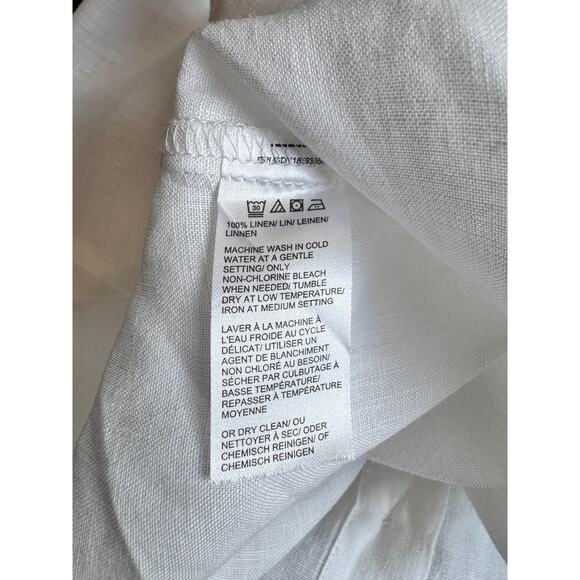 30
100% LINEN/ LIN/ LEINEN/
LINNEN
MACHINE WASH IN COLD
WATER AT A GENTLE
SETTING/ ONLY
NON-CHLORINE BLEACH
WHEN NEEDED/ TUMBLE
DRY AT LOW TEMPERATURE/
IRON AT MEDIUM SETTING
LAVER À LA MACHINE À
L'EAU FROIDE AU CYCLE
DÉLICAT/ UTILISER UN
AGENT DE BLANCHIMENT
NON CHLORÉ AU BESOIN/
SÉCHER PAR CULBUTAGE À
BASSE TEMPÉRATURE/
REPASSER À TEMPÉRATURE
MOYENNE
OR DRY CLEAN/ OU
NETTOYER À SEC/ ODER
CHEMISCH REINIGEN/ OF
CHEMISCH REINIGEN